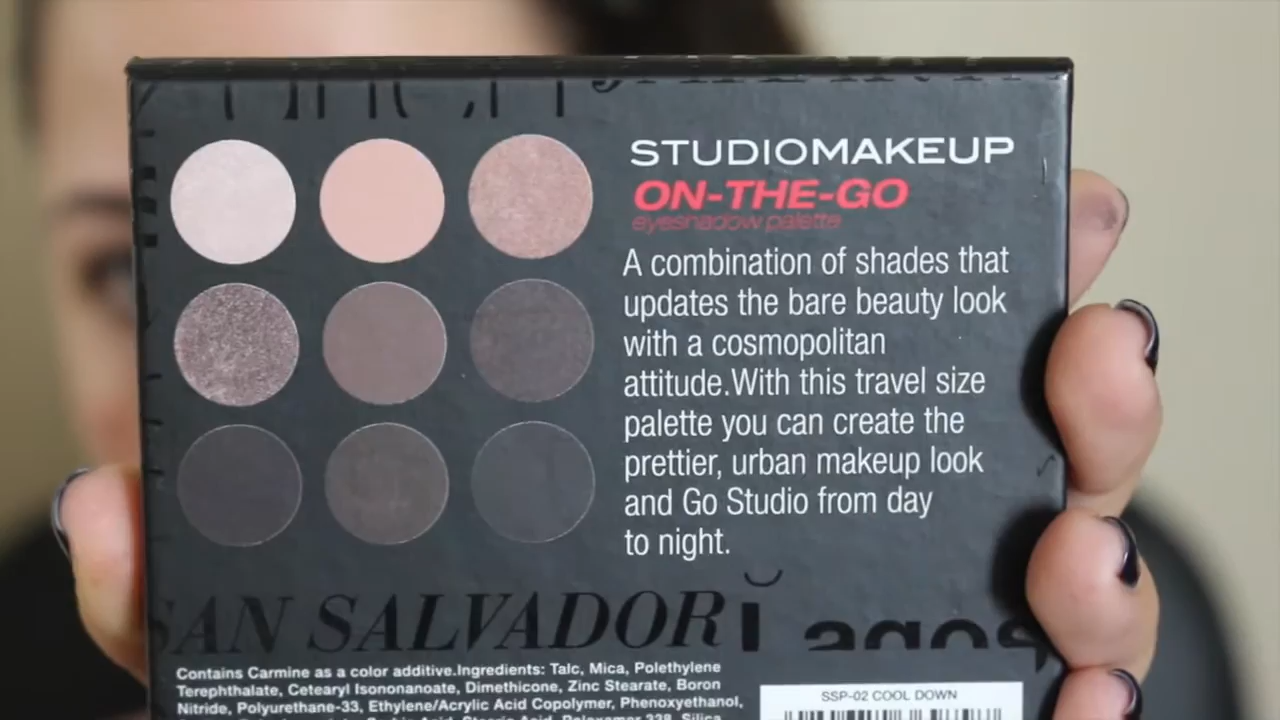 STUDIOMAKEUP
ON-THE-GO
eyeshadow palette
A combination of shades that
updates the bare beauty look
with a cosmopolitan
attitude.With this travel size
palette you can create the
prettier, urban makeup look
and Go Studio from day
to night.
SAN SALVADOR
Lagos
Contains Carmine as a color additive.Ingredients: Talc, Mica, Polethylene
Terephthalate, Cetearyl Isononanoate, Dimethicone, Zinc Stearate, Boron
Nitride, Polyurethane-33, Ethylene/Acrylic Acid Copolymer, Phenoxyethanol,
SSP-02 COOL DOWN